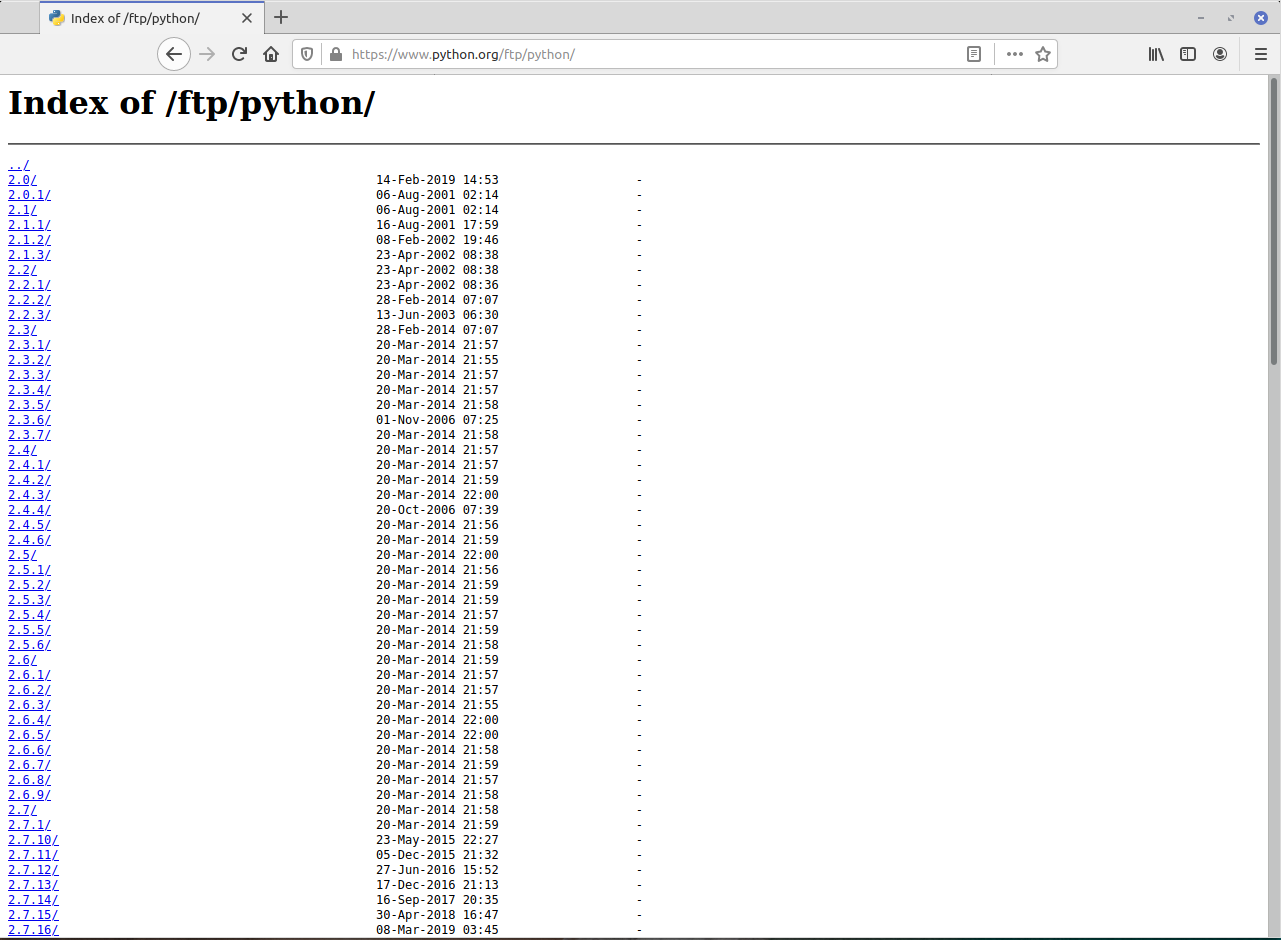 Index of /ftp/python/
https://www.python.org/ftp/python/
Index of /ftp/python/
../
2.0/ 14-Feb-2019 14:53 -
2.0.1/ 06-Aug-2001 02:14 -
2.1/ 06-Aug-2001 02:14 -
2.1.1/ 16-Aug-2001 17:59 -
2.1.2/ 08-Feb-2002 19:46 -
2.1.3/ 23-Apr-2002 08:38 -
2.2/ 23-Apr-2002 08:38 -
2.2.1/ 23-Apr-2002 08:36 -
2.2.2/ 28-Feb-2014 07:07 -
2.2.3/ 13-Jun-2003 06:30 -
2.3/ 28-Feb-2014 07:07 -
2.3.1/ 20-Mar-2014 21:57 -
2.3.2/ 20-Mar-2014 21:55 -
2.3.3/ 20-Mar-2014 21:57 -
2.3.4/ 20-Mar-2014 21:57 -
2.3.5/ 20-Mar-2014 21:58 -
2.3.6/ 01-Nov-2006 07:25 -
2.3.7/ 20-Mar-2014 21:58 -
2.4/ 20-Mar-2014 21:57 -
2.4.1/ 20-Mar-2014 21:57 -
2.4.2/ 20-Mar-2014 21:59 -
2.4.3/ 20-Mar-2014 22:00 -
2.4.4/ 20-Oct-2006 07:39 -
2.4.5/ 20-Mar-2014 21:56 -
2.4.6/ 20-Mar-2014 21:59 -
2.5/ 20-Mar-2014 22:00 -
2.5.1/ 20-Mar-2014 21:56 -
2.5.2/ 20-Mar-2014 21:59 -
2.5.3/ 20-Mar-2014 21:59 -
2.5.4/ 20-Mar-2014 21:57 -
2.5.5/ 20-Mar-2014 21:59 -
2.5.6/ 20-Mar-2014 21:58 -
2.6/ 20-Mar-2014 21:59 -
2.6.1/ 20-Mar-2014 21:57 -
2.6.2/ 20-Mar-2014 21:57 -
2.6.3/ 20-Mar-2014 21:55 -
2.6.4/ 20-Mar-2014 22:00 -
2.6.5/ 20-Mar-2014 22:00 -
2.6.6/ 20-Mar-2014 21:58 -
2.6.7/ 20-Mar-2014 21:59 -
2.6.8/ 20-Mar-2014 21:57 -
2.6.9/ 20-Mar-2014 21:58 -
2.7/ 20-Mar-2014 21:58 -
2.7.1/ 20-Mar-2014 21:59 -
2.7.10/ 23-May-2015 22:27 -
2.7.11/ 05-Dec-2015 21:32 -
2.7.12/ 27-Jun-2016 15:52 -
2.7.13/ 17-Dec-2016 21:13 -
2.7.14/ 16-Sep-2017 20:35 -
2.7.15/ 30-Apr-2018 16:47 -
2.7.16/ 08-Mar-2019 03:45 -